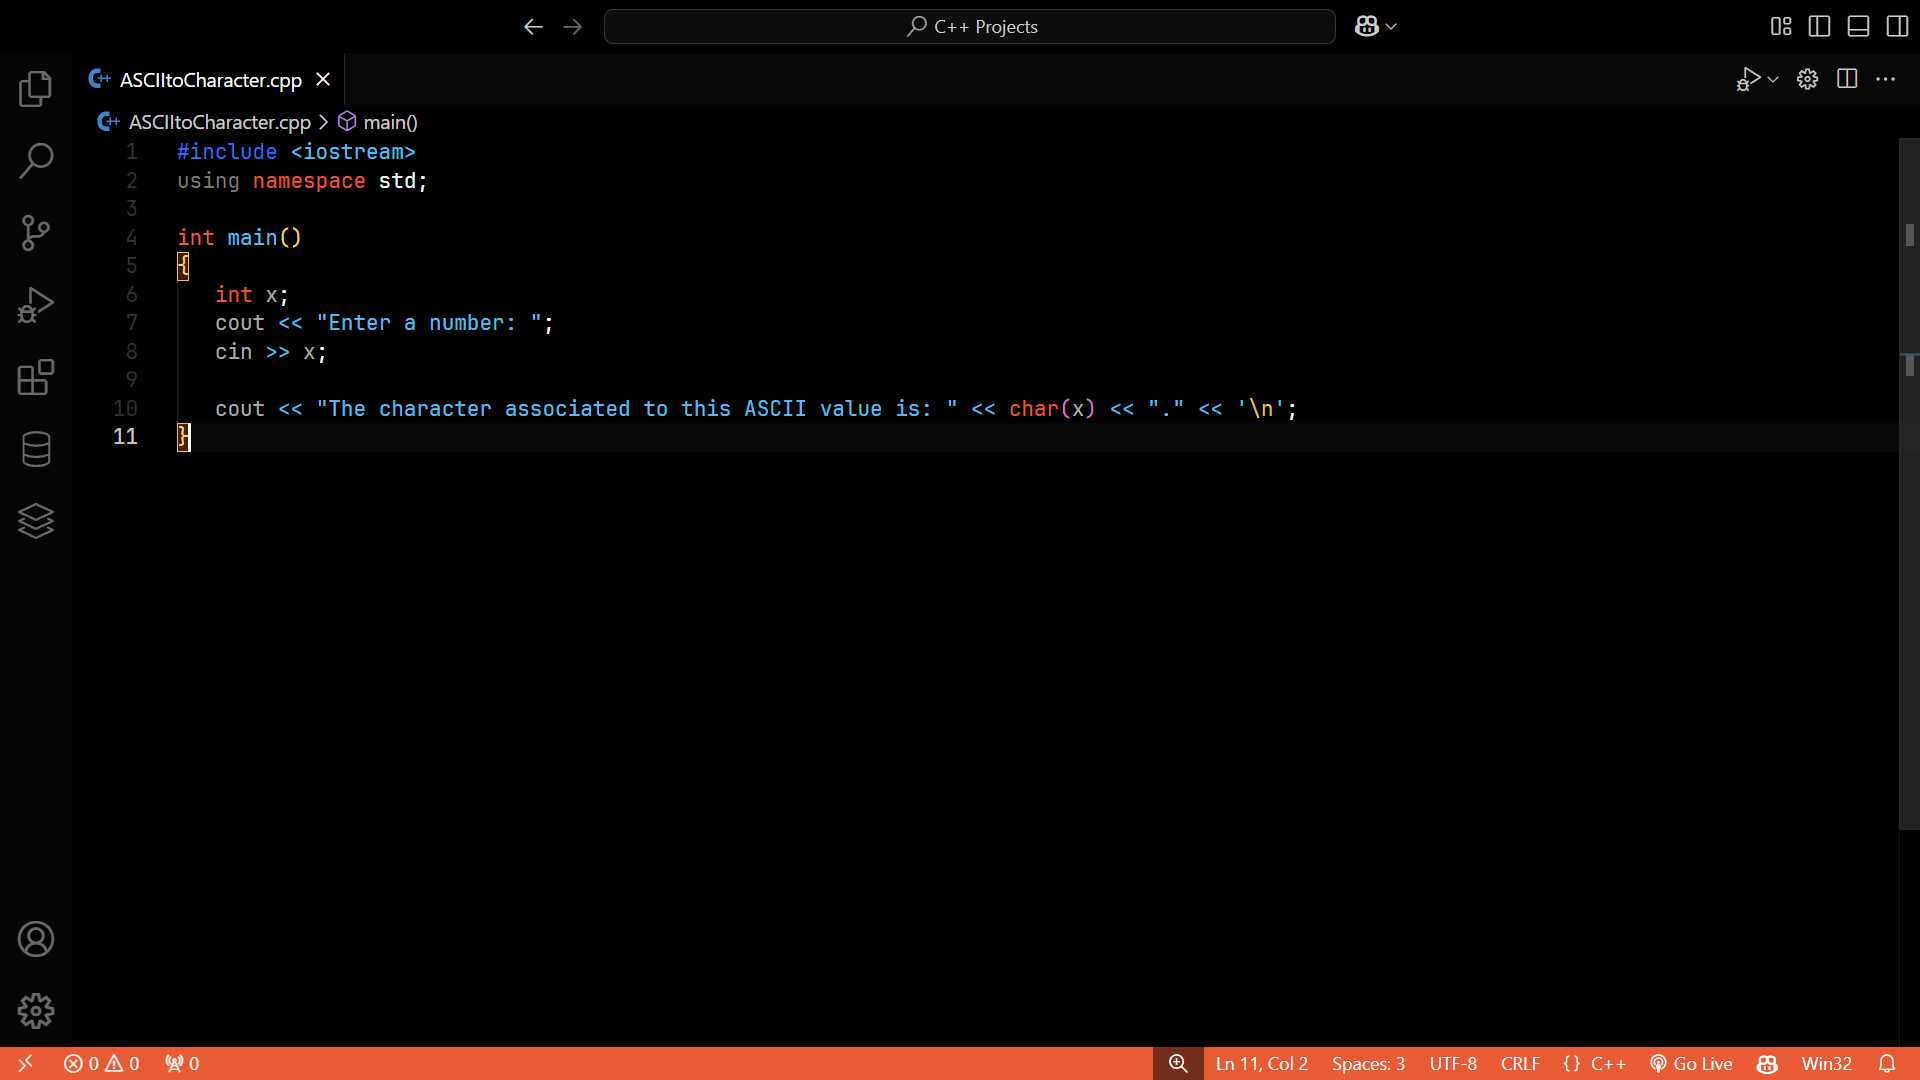 C++ Projects
ASCIItoCharacter.cpp
ASCIItoCharacter.cpp > main()
1 #include <iostream>
2 using namespace std;
3
4 int main()
5 {
6 int x;
7 cout << "Enter a number: ";
8 cin >> x;
9
10 cout << "The character associated to this ASCII value is: " << char(x) << "." << '\n';
11 }
0 0 0 Ln 11, Col 2 Spaces: 3 UTF-8 CRLF {} C++ Go Live Win32